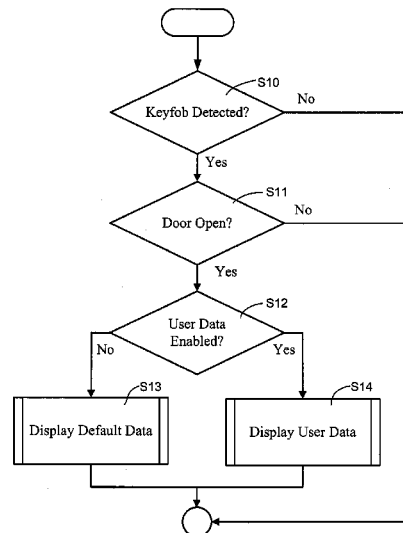 S10
Keyfob Detected?
No
Yes
S11
Door Open?
No
Yes
S12
User Data
Enabled?
No
Yes
S13
Display Default Data
S14
Display User Data